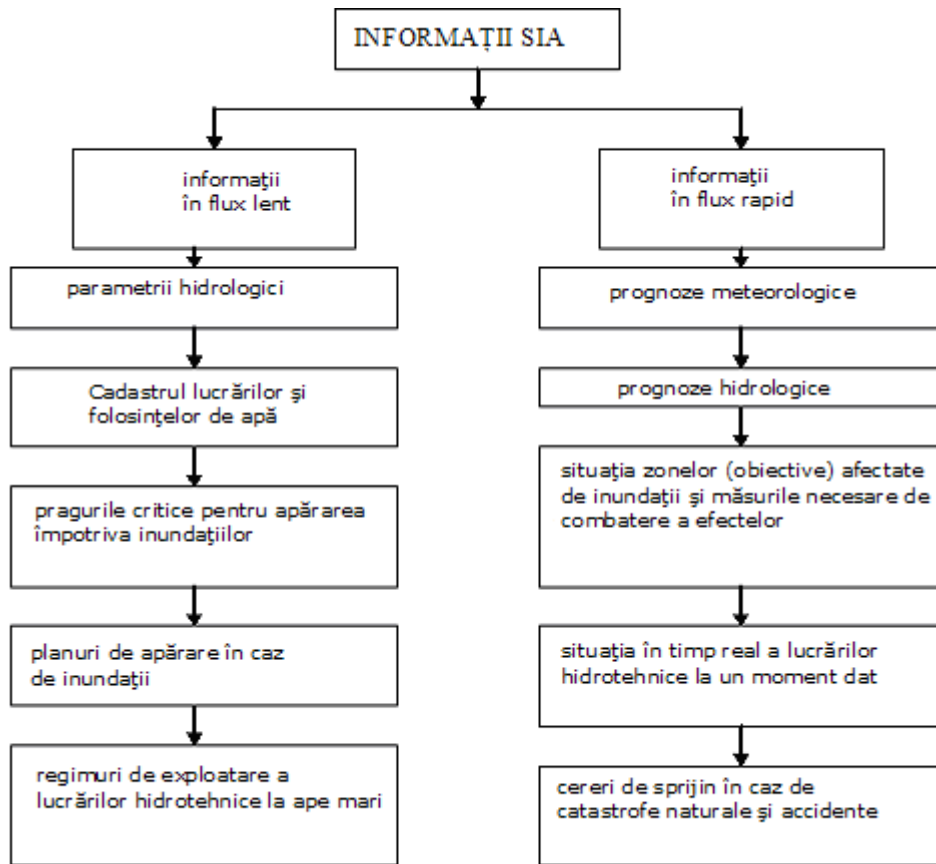 INFORMAȚII SIA
informaţii
în flux lent
parametrii hidrologici
Cadastrul lucrărilor şi
folosinţelor de apă
pragurile critice pentru apărarea
împotriva inundaţiilor
planuri de apărare în caz
de inundaţii
regimuri de exploatare a
lucrărilor hidrotehnice la ape mari
informaţii
în flux rapid
prognoze meteorologice
prognoze hidrologice
situaţia zonelor (obiective) afectate
de inundaţii şi măsurile necesare de
combatere a efectelor
situaţia în timp real a lucrărilor
hidrotehnice la un moment dat
cereri de sprijin în caz de
catastrofe naturale şi accidente